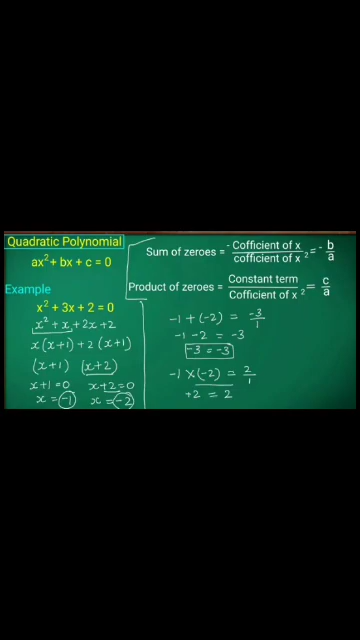 Quadratic Polynomial
ax² + bx + c = 0
Example
x² + 3x + 2 = 0
x² + x + 2x + 2
x(x+1) + 2(x+1)
(x+1) (x+2)
x+1=0 x+2=0
x = -1 x = -2
Sum of zeroes = - Cofficient of x / cofficient of x² = - b/a
Product of zeroes = Constant term / Cofficient of x² = c/a
-1 + (-2) = -3/1
-1 - 2 = -3
-3 = -3
-1 × (-2) = 2/1
+2 = 2